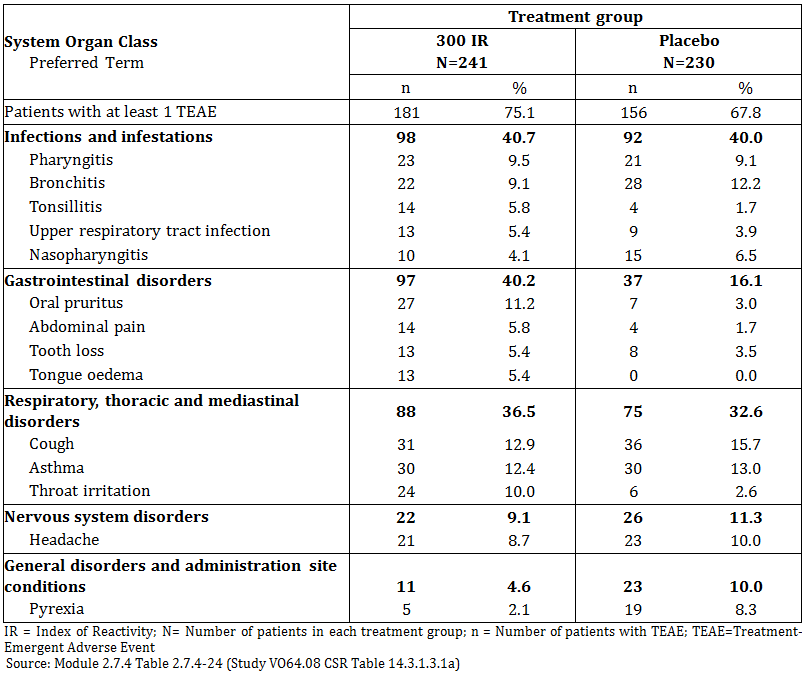 Treatment group
System Organ Class
Preferred Term
300 IR
N=241
Placebo
N=230
n % n %
Patients with at least 1 TEAE 181 75.1 156 67.8
Infections and infestations 98 40.7 92 40.0
Pharyngitis 23 9.5 21 9.1
Bronchitis 22 9.1 28 12.2
Tonsillitis 14 5.8 4 1.7
Upper respiratory tract infection 13 5.4 9 3.9
Nasopharyngitis 10 4.1 15 6.5
Gastrointestinal disorders 97 40.2 37 16.1
Oral pruritus 27 11.2 7 3.0
Abdominal pain 14 5.8 4 1.7
Tooth loss 13 5.4 8 3.5
Tongue oedema 13 5.4 0 0.0
Respiratory, thoracic and mediastinal
disorders 88 36.5 75 32.6
Cough 31 12.9 36 15.7
Asthma 30 12.4 30 13.0
Throat irritation 24 10.0 6 2.6
Nervous system disorders 22 9.1 26 11.3
Headache 21 8.7 23 10.0
General disorders and administration site
conditions 11 4.6 23 10.0
Pyrexia 5 2.1 19 8.3
IR = Index of Reactivity; N= Number of patients in each treatment group; n = Number of patients with TEAE; TEAE=Treatment-
Emergent Adverse Event
Source: Module 2.7.4 Table 2.7.4-24 (Study VO64.08 CSR Table 14.3.1.3.1a)